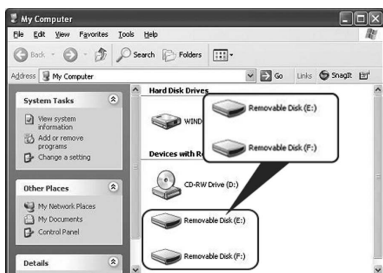 My Computer
File Edit View Favorites Tools Help
Back Search Folders
Address My Computer Go Links SnagIt
System Tasks
View system information
Add or remove programs
Change a setting
Other Places
My Network Places
My Documents
Control Panel
Details
Hard Disk Drives
WIND
Devices with R
CD-RW Drive (D:)
Removable Disk (E:)
Removable Disk (F:)
Removable Disk (E:)
Removable Disk (F:)